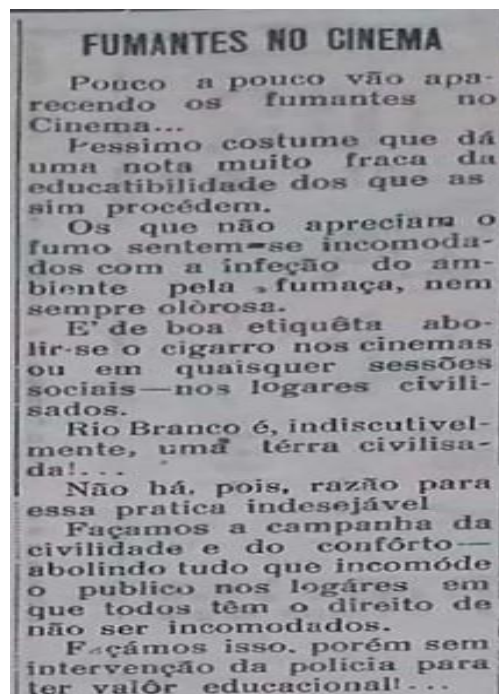 FUMANTES NO CINEMA
Pouco a pouco vão apa-
recendo os fumantes no
Cinema...
Pessimo costume que dá
uma nota muito fraca da
educatibilidade dos que as
sim procédem.
Os que não apreciam o
fumo sentem-se incomoda-
dos com a infeção do am-
biente pela fumaça, nem
sempre olòrosa.
E' de boa etiquêta abo-
lir-se o cigarro nos cinemas
ou em quaisquer sessões
sociais—nos logares civili-
sados.
Rio Branco é, indiscutivel-
mente, uma térra civilisa-
da!...
Não há, pois, razão para
essa pratica indesejável
Façamos a campanha da
civilidade e do confôrto—
abolindo tudo que incomóde
o publico nos logáres em
que todos têm o direito de
não ser incomodados.
Façámos isso, porém sem
intervenção da policia para
ter valôr educacional!...